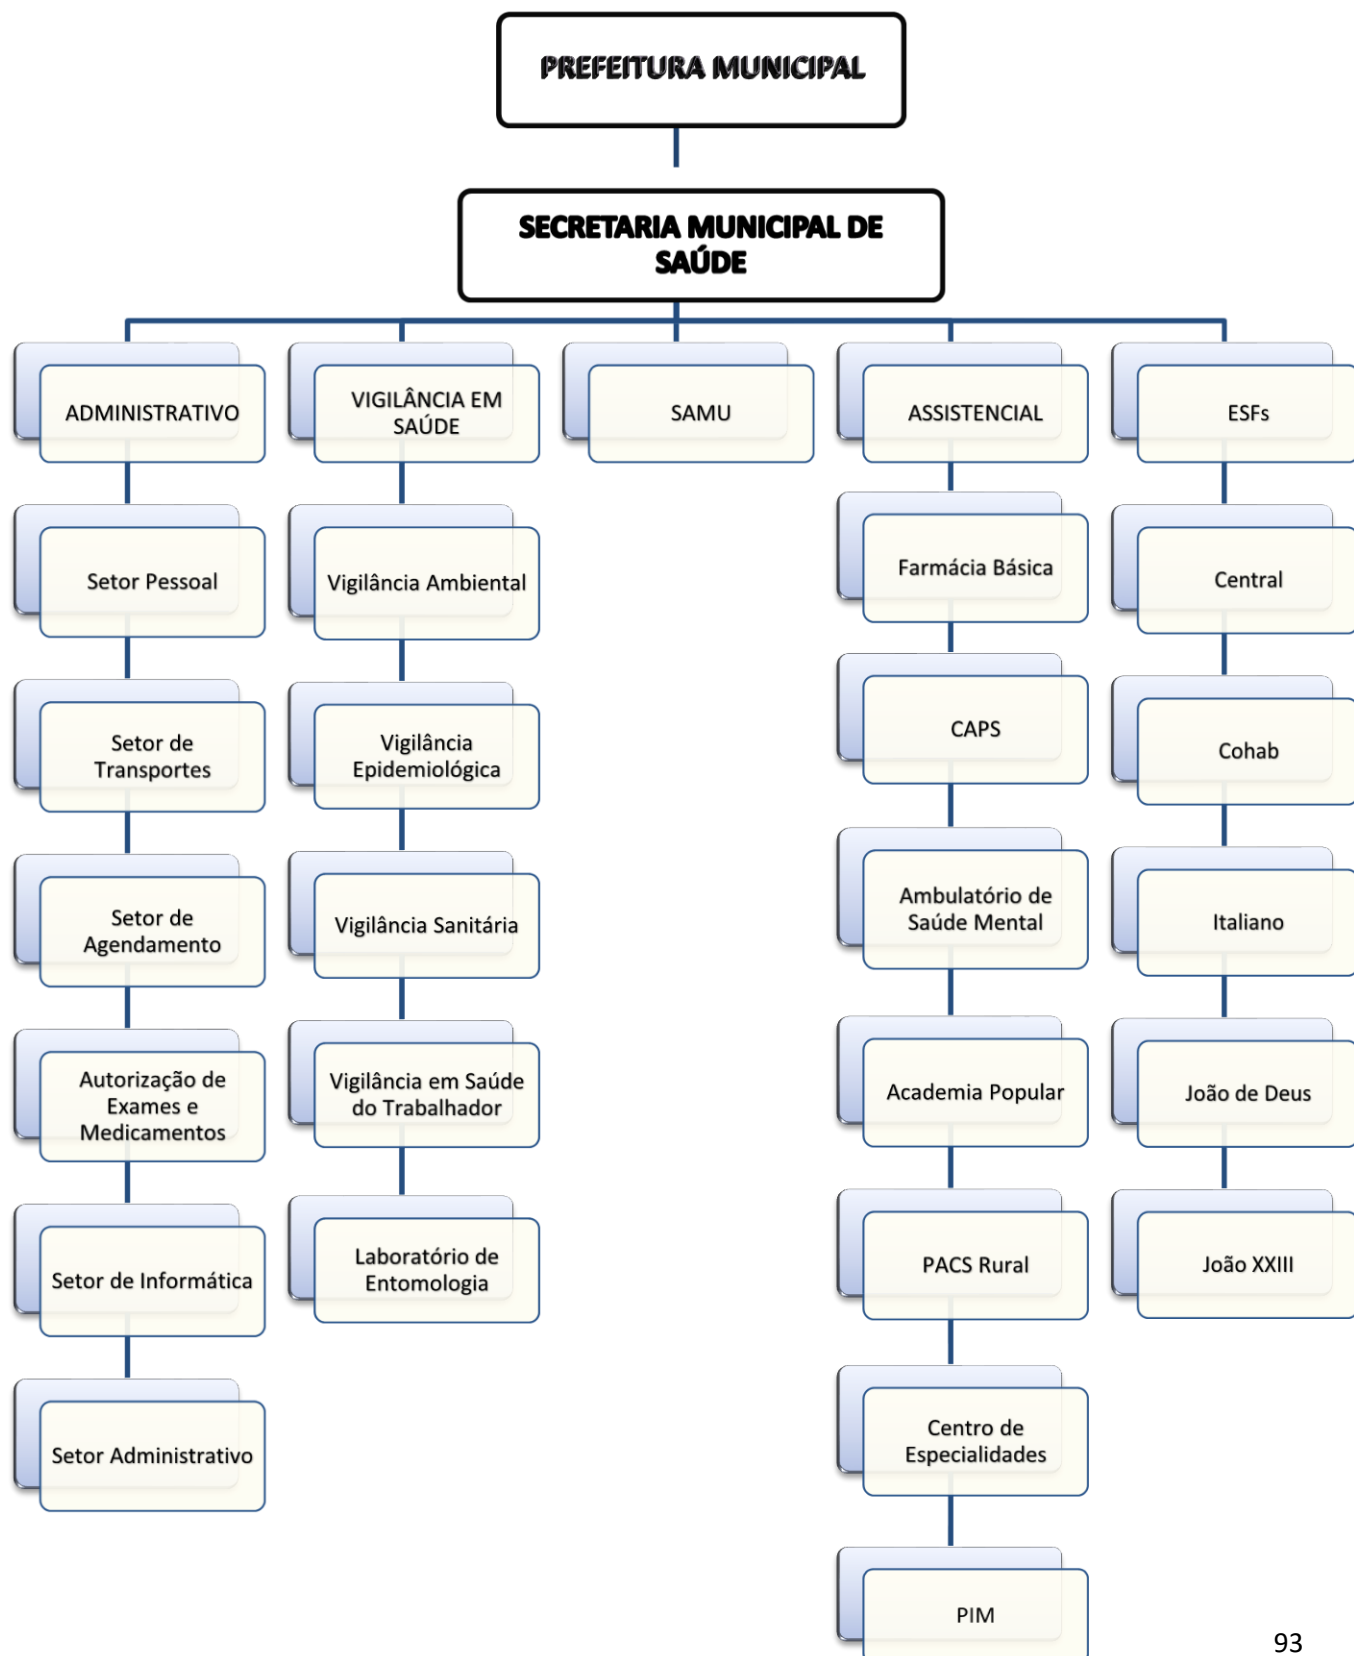 PREFEITURA MUNICIPAL
SECRETARIA MUNICIPAL DE
SAÚDE
ADMINISTRATIVO
Setor Pessoal
Setor de
Transportes
Setor de
Agendamento
Autorização de
Exames e
Medicamentos
Setor de Informática
Setor Administrativo
VIGILÂNCIA EM
SAÚDE
Vigilância Ambiental
Vigilância
Epidemiológica
Vigilância Sanitária
Vigilância em Saúde
do Trabalhador
Laboratório de
Entomologia
SAMU
ASSISTENCIAL
Farmácia Básica
CAPS
Ambulatório de
Saúde Mental
Academia Popular
PACS Rural
Centro de
Especialidades
PIM
ESFs
Central
Cohab
Italiano
João de Deus
João XXIII
93